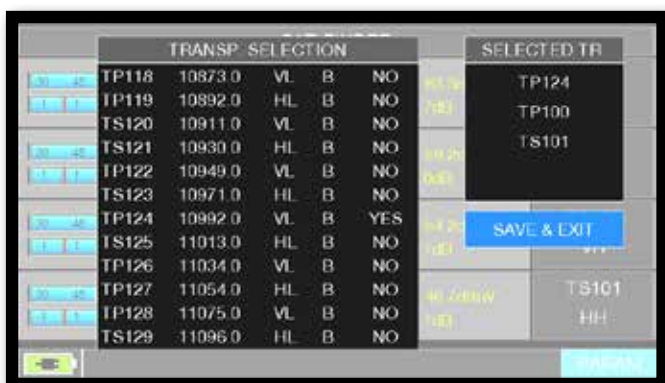 TRANSP. SELECTION
TP118 10873.0 VL B NO
TP119 10892.0 HL B NO
TS120 10911.0 VL B NO
TS121 10930.0 HL B NO
TP122 10949.0 VL B NO
TS123 10971.0 HL B NO
TP124 10992.0 VL B YES
TS125 11013.0 HL B NO
TP126 11034.0 VL B NO
TP127 11054.0 HL B NO
TP128 11075.0 VL B NO
TS129 11096.0 HL B NO
SELECTED TR
TP124
TP100
TS101
SAVE & EXIT
TS101
HH